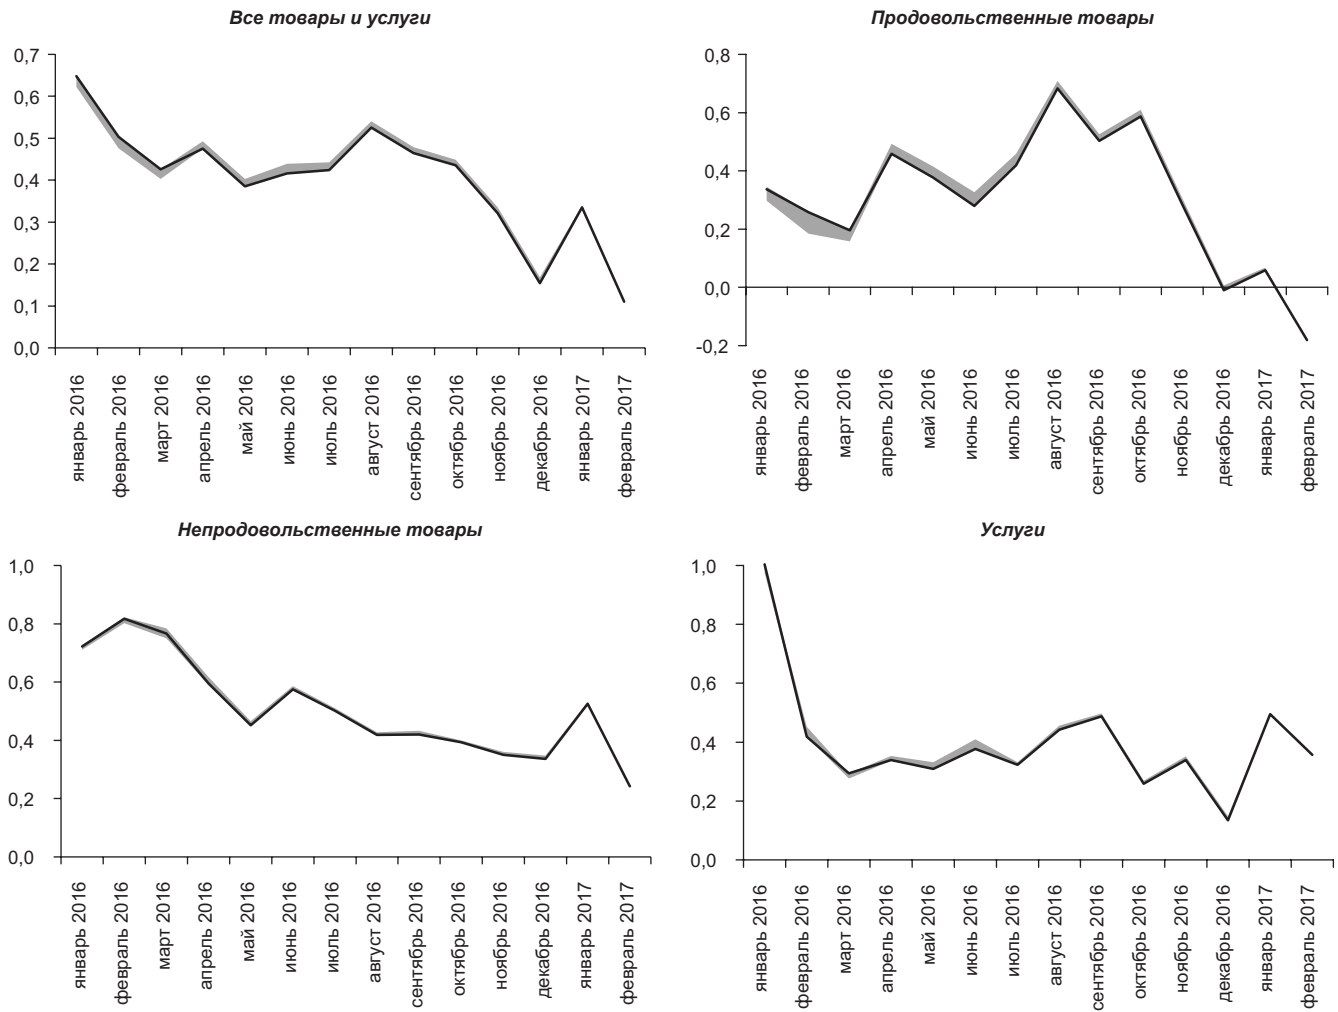 Все товары и услуги
0,7
0,6
0,5
0,4
0,3
0,2
0,1
0,0
январь 2016
февраль 2016
март 2016
апрель 2016
май 2016
июнь 2016
июль 2016
август 2016
сентябрь 2016
октябрь 2016
ноябрь 2016
декабрь 2016
январь 2017
февраль 2017
Продовольственные товары
0,8
0,6
0,4
0,2
0,0
-0,2
январь 2016
февраль 2016
март 2016
апрель 2016
май 2016
июнь 2016
июль 2016
август 2016
сентябрь 2016
октябрь 2016
ноябрь 2016
декабрь 2016
январь 2017
февраль 2017
Непродовольственные товары
1,0
0,8
0,6
0,4
0,2
0,0
январь 2016
февраль 2016
март 2016
апрель 2016
май 2016
июнь 2016
июль 2016
август 2016
сентябрь 2016
октябрь 2016
ноябрь 2016
декабрь 2016
январь 2017
февраль 2017
Услуги
1,0
0,8
0,6
0,4
0,2
0,0
январь 2016
февраль 2016
март 2016
апрель 2016
май 2016
июнь 2016
июль 2016
август 2016
сентябрь 2016
октябрь 2016
ноябрь 2016
декабрь 2016
январь 2017
февраль 2017